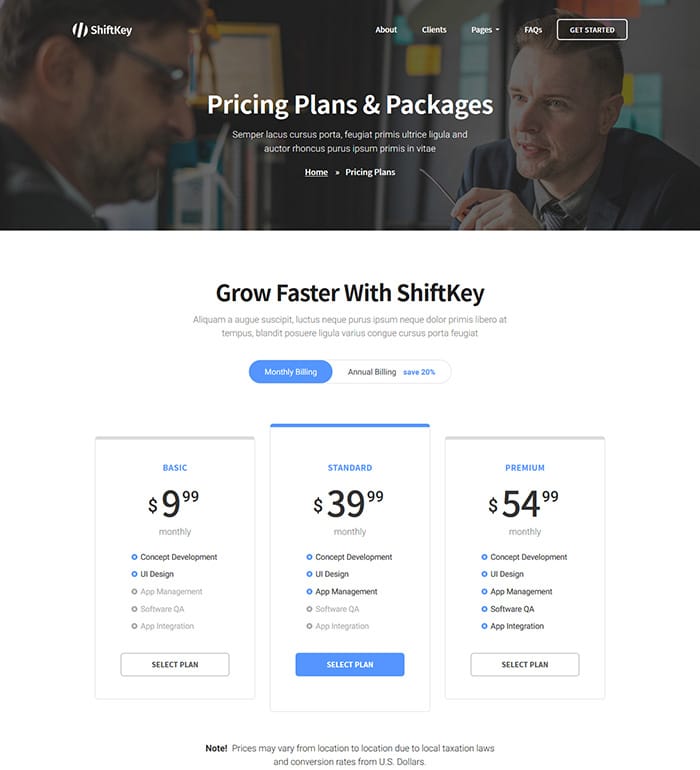 ShiftKey
About Clients Pages FAQs GET STARTED
Pricing Plans & Packages
Semper lacus cursus porta, feugiat primis ultrice ligula and
auctor rhoncus purus ipsum primis in vitae
Home » Pricing Plans
Grow Faster With ShiftKey
Aliquam a augue suscipit, luctus neque purus ipsum neque dolor primis libero at
tempus, blandit posuere ligula varius congue cursus porta feugiat
Monthly Billing Annual Billing save 20%
BASIC
$9 99
monthly
Concept Development
UI Design
App Management
Software QA
App Integration
SELECT PLAN
STANDARD
$39 99
monthly
Concept Development
UI Design
App Management
Software QA
App Integration
SELECT PLAN
PREMIUM
$54 99
monthly
Concept Development
UI Design
App Management
Software QA
App Integration
SELECT PLAN
Note! Prices may vary from location to location due to local taxation laws
and conversion rates from U.S. Dollars.